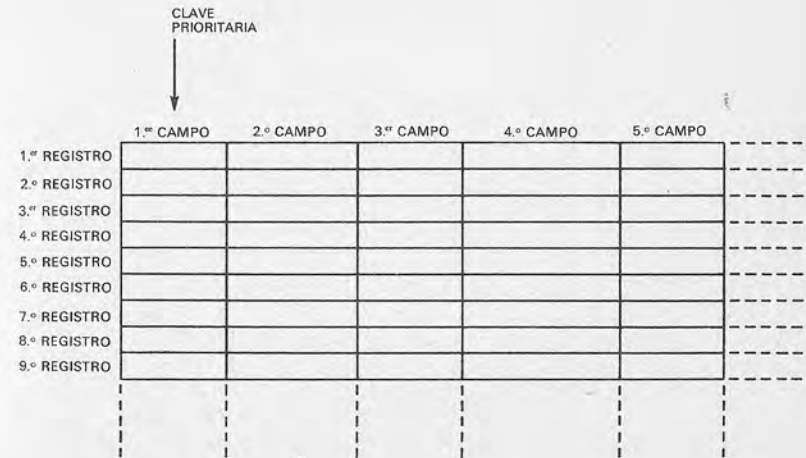 CLAVE
PRIORITARIA
1.er CAMPO 2.º CAMPO 3.er CAMPO 4.º CAMPO 5.º CAMPO
1.er REGISTRO
2.º REGISTRO
3.er REGISTRO
4.º REGISTRO
5.º REGISTRO
6.º REGISTRO
7.º REGISTRO
8.º REGISTRO
9.º REGISTRO